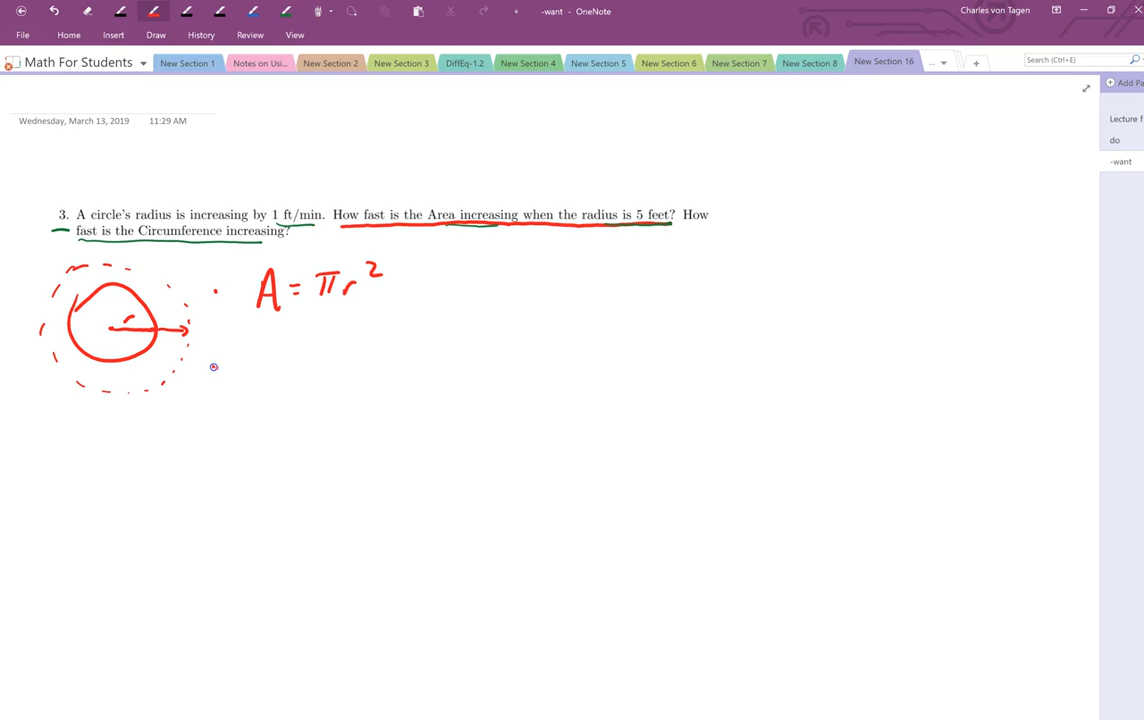 -want - OneNote
Charles von Tagen
File Home Insert Draw History Review View
Math For Students
New Section 1 Notes on Usi... New Section 2 New Section 3 DiffEq-1.2 New Section 4 New Section 5 New Section 6 New Section 7 New Section 8 New Section 16 ...
Search (Ctrl+E)
Add Pa
Lecture f
do
-want
Wednesday, March 13, 2019 11:29 AM
3. A circle's radius is increasing by 1 ft/min. How fast is the Area increasing when the radius is 5 feet? How
fast is the Circumference increasing?
r
A = πr²